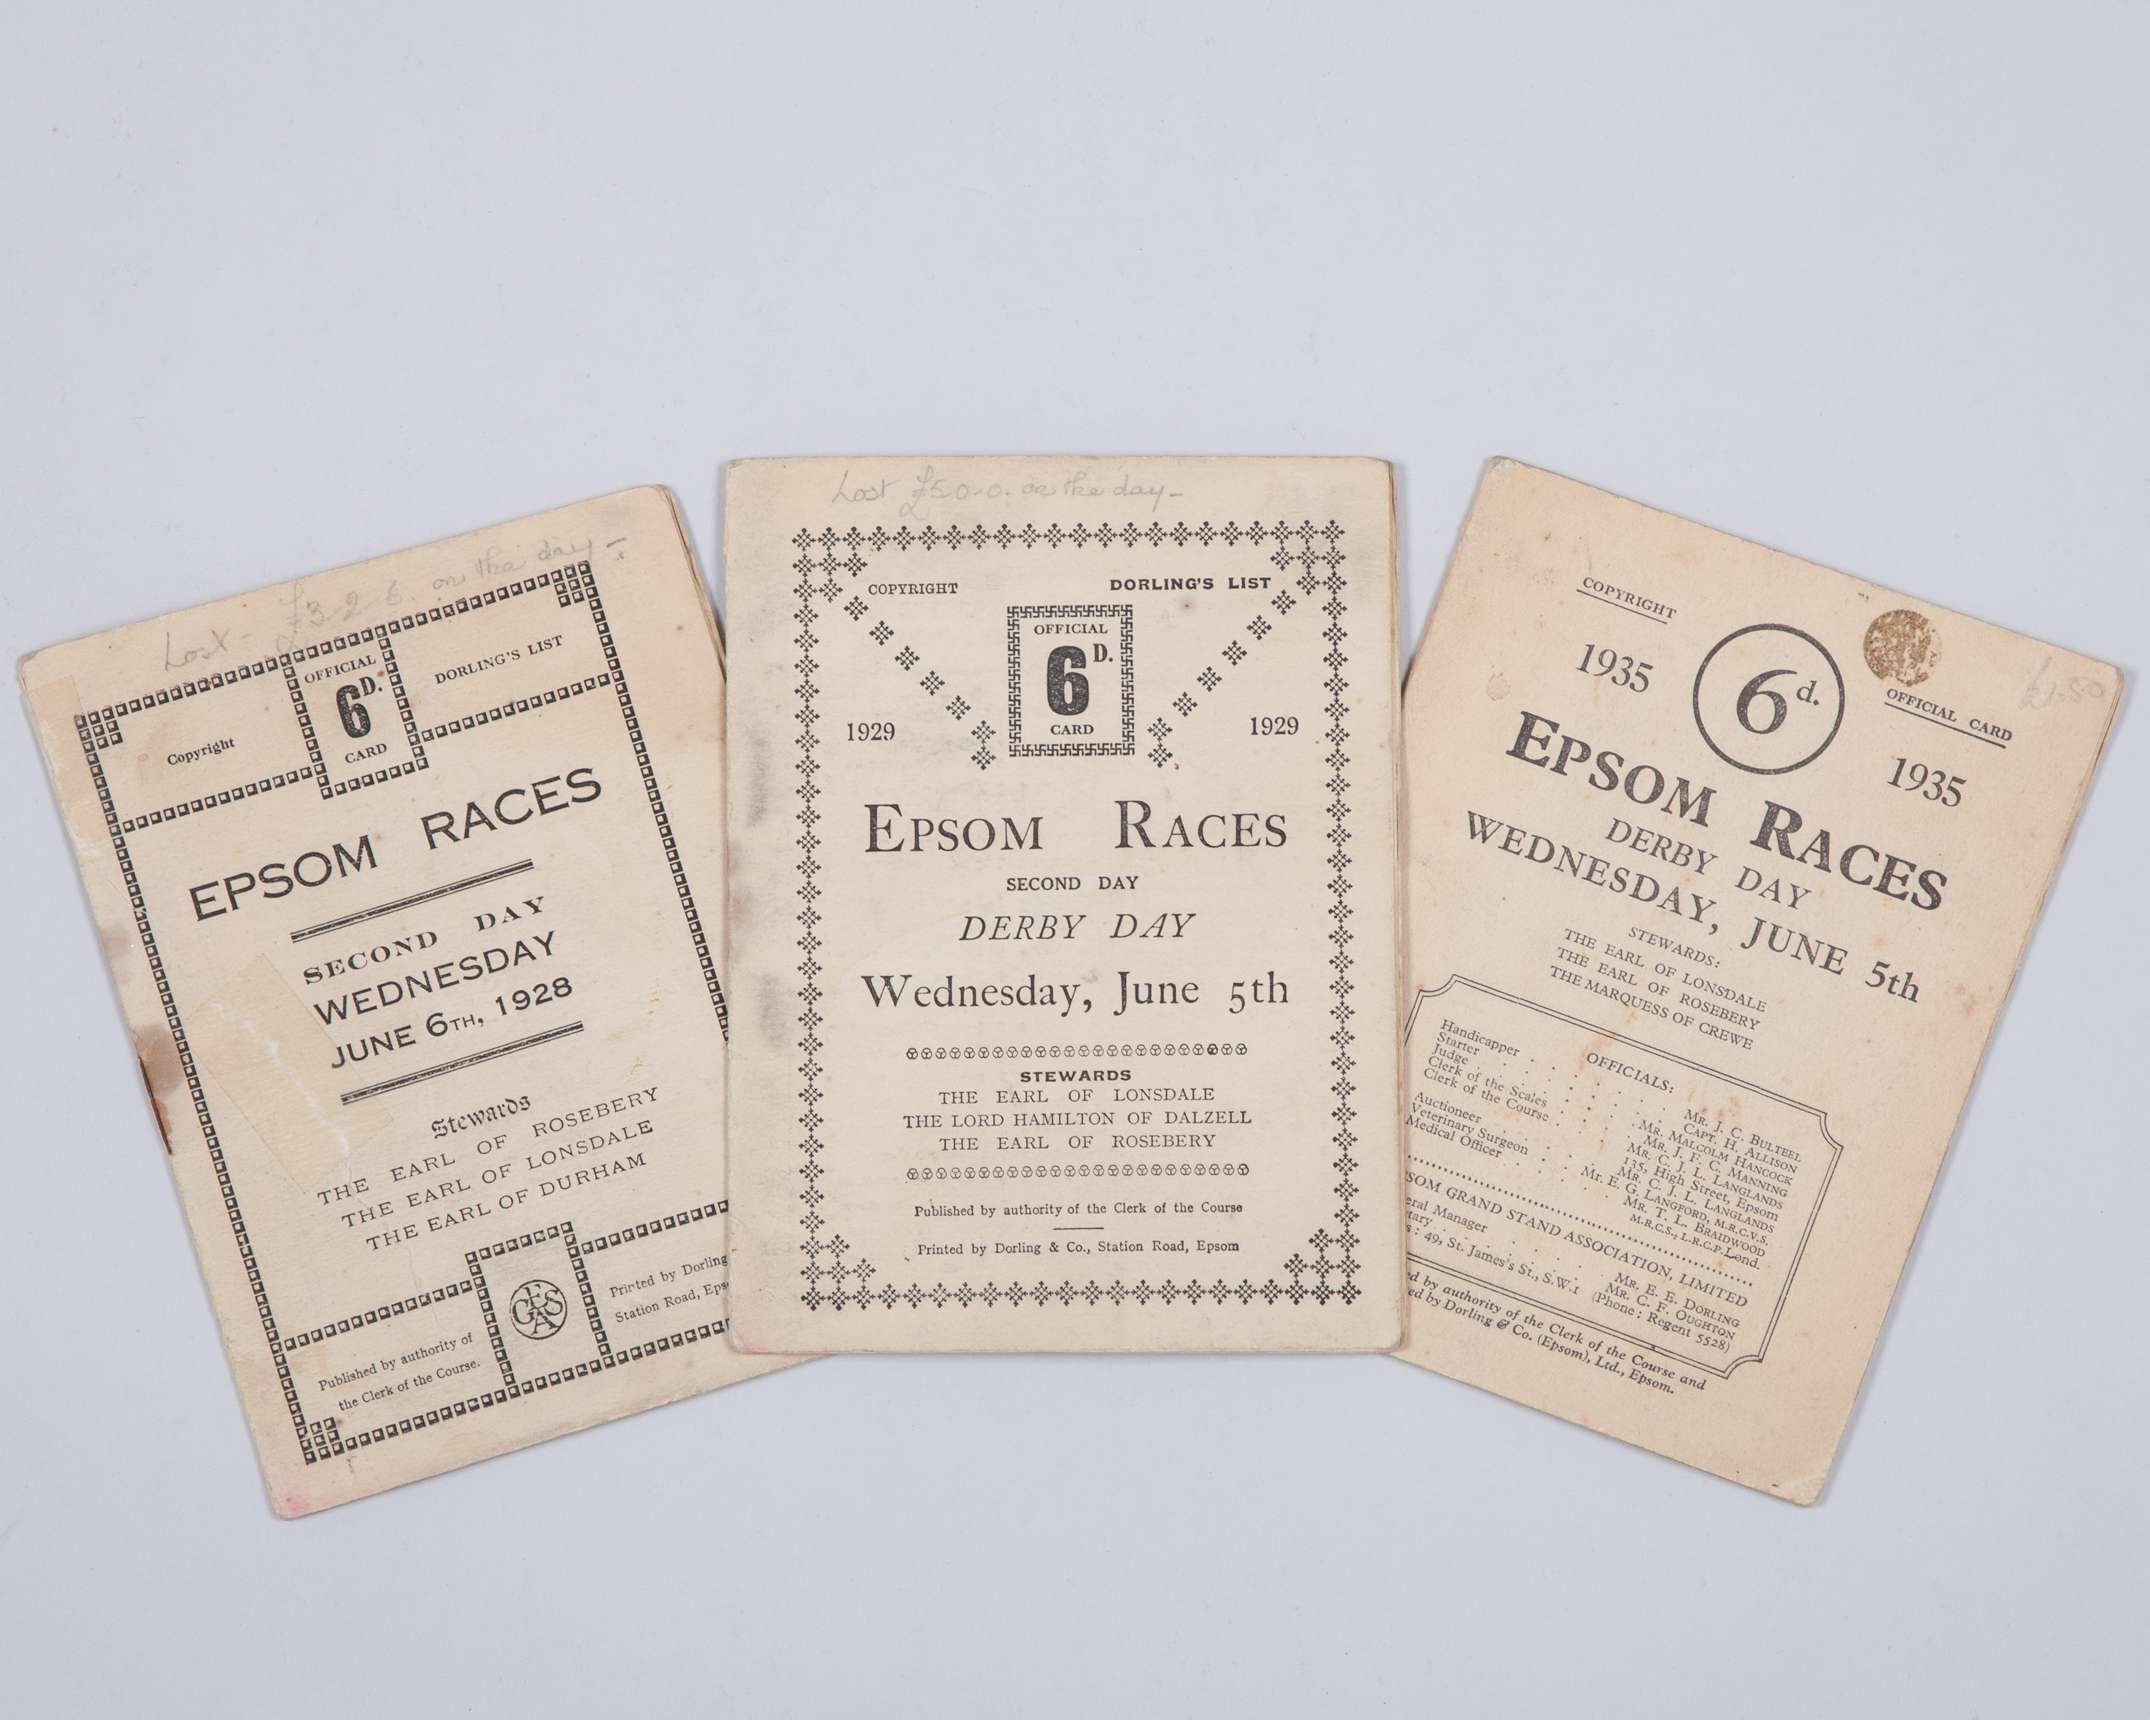 Lost - £3-2-6. on the day -
Copyright
OFFICIAL
6D.
CARD
DORLING'S LIST
EPSOM RACES
SECOND DAY
WEDNESDAY
JUNE 6TH, 1928
Stewards
THE EARL OF ROSEBERY
THE EARL OF LONSDALE
THE EARL OF DURHAM
Published by authority of
the Clerk of the Course.
Printed by Dorling
Station Road, Eps
Lost £5-0-0. on the day -
COPYRIGHT
DORLING'S LIST
OFFICIAL
6D.
CARD
1929
1929
EPSOM RACES
SECOND DAY
DERBY DAY
Wednesday, June 5th
STEWARDS
THE EARL OF LONSDALE
THE LORD HAMILTON OF DALZELL
THE EARL OF ROSEBERY
Published by authority of the Clerk of the Course
Printed by Dorling & Co., Station Road, Epsom
COPYRIGHT
6d.
OFFICIAL CARD
£1.50
1935
1935
EPSOM RACES
DERBY DAY
WEDNESDAY, JUNE 5th
STEWARDS:
THE EARL OF LONSDALE
THE EARL OF ROSEBERY
THE MARQUESS OF CREWE
OFFICIALS:
Handicapper . . . . . Mr. J. C. BULTEEL
Starter . . . . . CAPT. H. ALLISON
Judge . . . . . MR. MALCOLM HANCOCK
Clerk of the Scales . . . . MR. J. F. C. MANNING
Clerk of the Course . . . . MR. C. J. L. LANGLANDS
135, High Street, Epsom
Auctioneer . . . . MR. C. J. L. LANGLANDS
Veterinary Surgeon . . Mr. E. G. LANGFORD, M.R.C.V.S.
Medical Officer . . . . MR. T. L. BRAIDWOOD
M.R.C.S., L.R.C.P.Lond.
SOM GRAND STAND ASSOCIATION, LIMITED
eral Manager . . . . MR. E. E. DORLING
etary . . . . MR. C. F. OUGHTON
s : 49, St. James's St., S.W.1 (Phone : Regent 5528)
ed by authority of the Clerk of the Course and
ed by Dorling & Co. (Epsom), Ltd., Epsom.